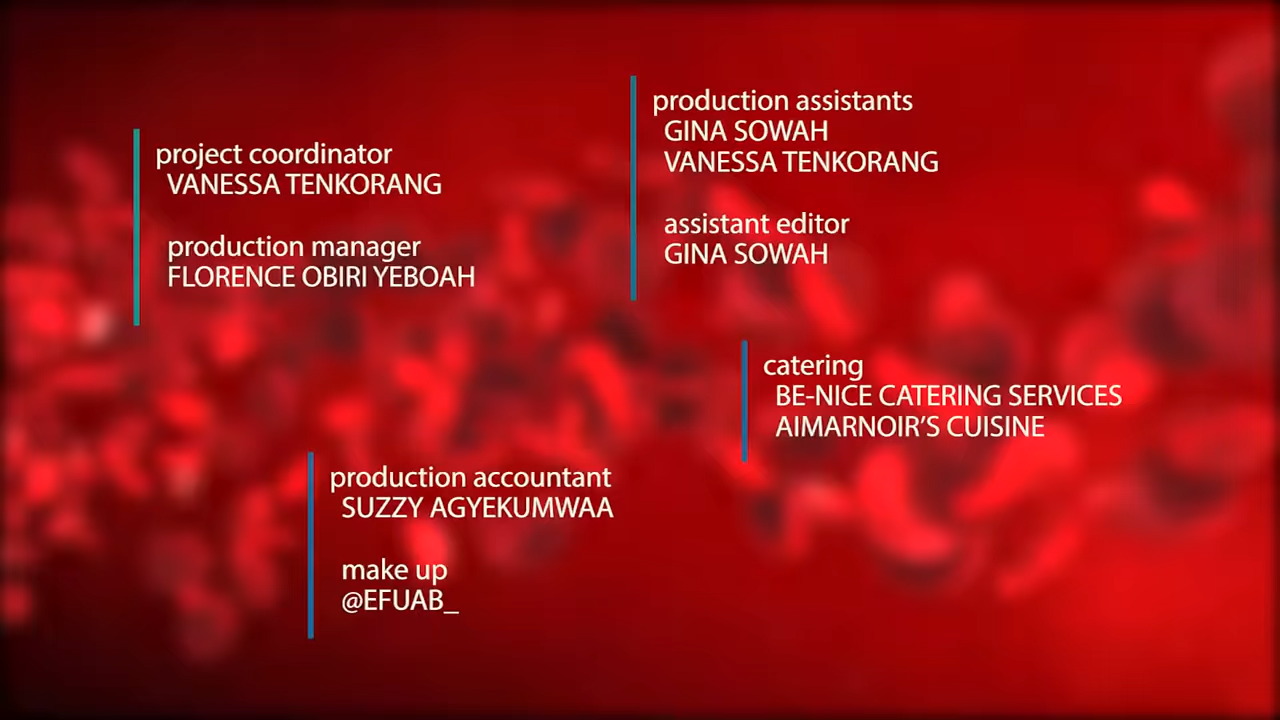 project coordinator
VANESSA TENKORANG
production manager
FLORENCE OBIRI YEBOAH
production assistants
GINA SOWAH
VANESSA TENKORANG
assistant editor
GINA SOWAH
catering
BE-NICE CATERING SERVICES
AIMARNOIR'S CUISINE
production accountant
SUZZY AGYEKUMWAA
make up
@EFUAB_